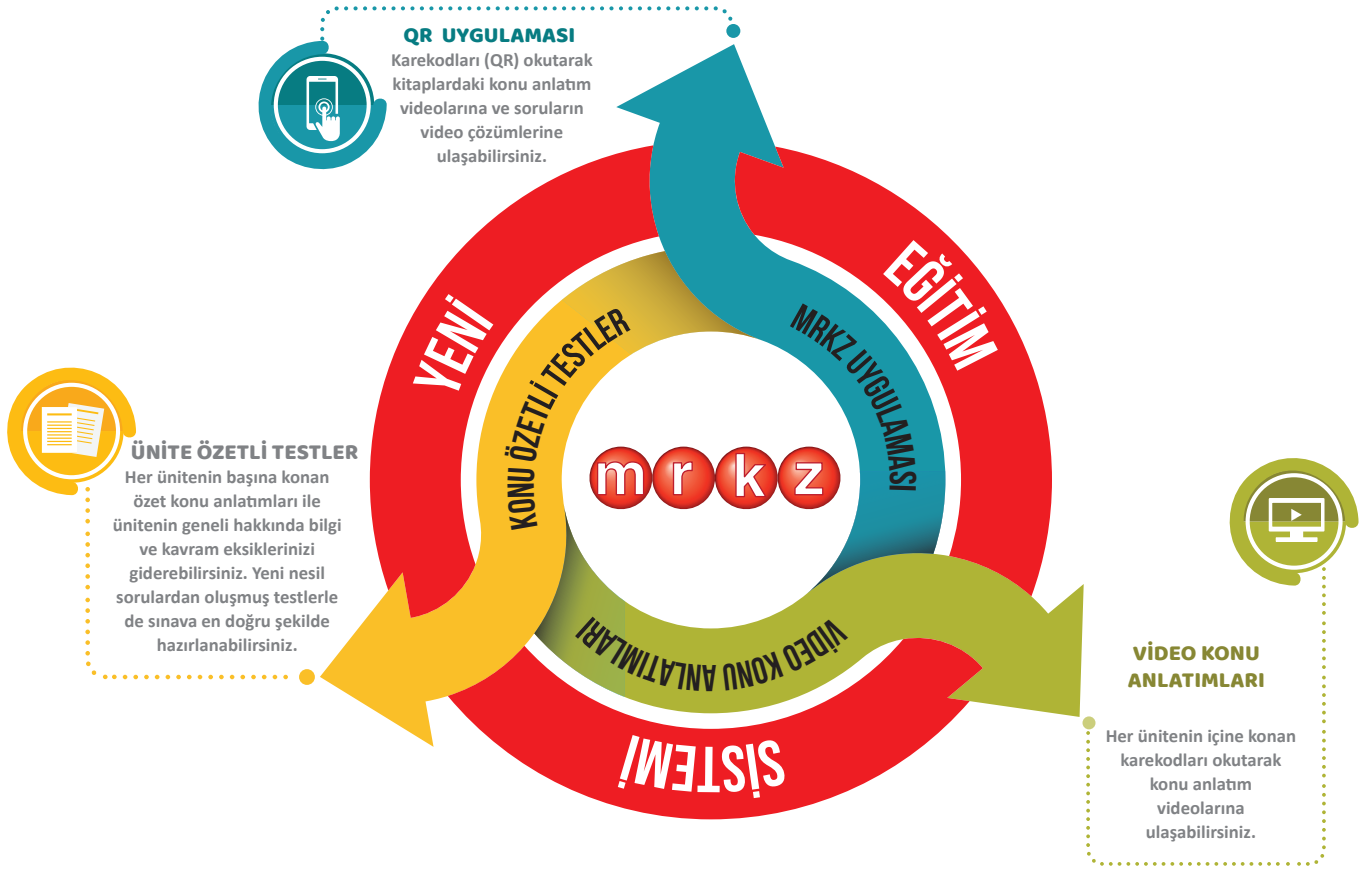 QR UYGULAMASI
Karekodları (QR) okutarak
kitaplardaki konu anlatım
videolarına ve soruların
video çözümlerine
ulaşabilirsiniz.
YENİ
EĞİTİM
SİSTEMİ
KONU ÖZETLİ TESTLER
MRKZ UYGULAMASI
VİDEO KONU ANLATIMLARI
mrkz
ÜNİTE ÖZETLİ TESTLER
Her ünitenin başına konan
özet konu anlatımları ile
ünitenin geneli hakkında bilgi
ve kavram eksiklerinizi
giderebilirsiniz. Yeni nesil
sorulardan oluşmuş testlerle
de sınava en doğru şekilde
hazırlanabilirsiniz.
VİDEO KONU
ANLATIMLARI
Her ünitenin içine konan
karekodları okutarak
konu anlatım
videolarına
ulaşabilirsiniz.